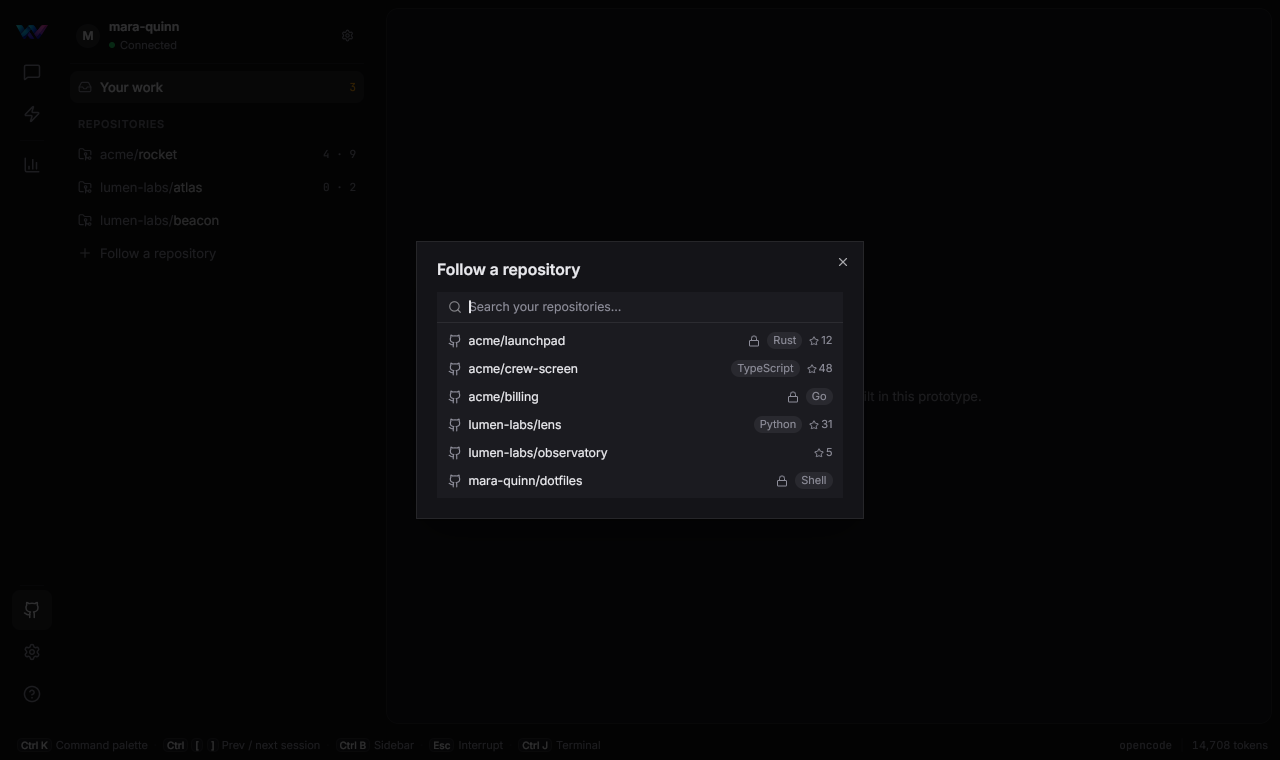 M
mara-quinn
Connected
Your work 3
REPOSITORIES
acme/rocket 4 · 9
lumen-labs/atlas 0 · 2
lumen-labs/beacon
+ Follow a repository
Follow a repository
Search your repositories...
acme/launchpad Rust 12
acme/crew-screen TypeScript 48
acme/billing Go
lumen-labs/lens Python 31
lumen-labs/observatory 5
mara-quinn/dotfiles Shell
in this prototype.
Ctrl K Command palette Ctrl [ ] Prev / next session Ctrl B Sidebar Esc Interrupt Ctrl J Terminal opencode 14,708 tokens